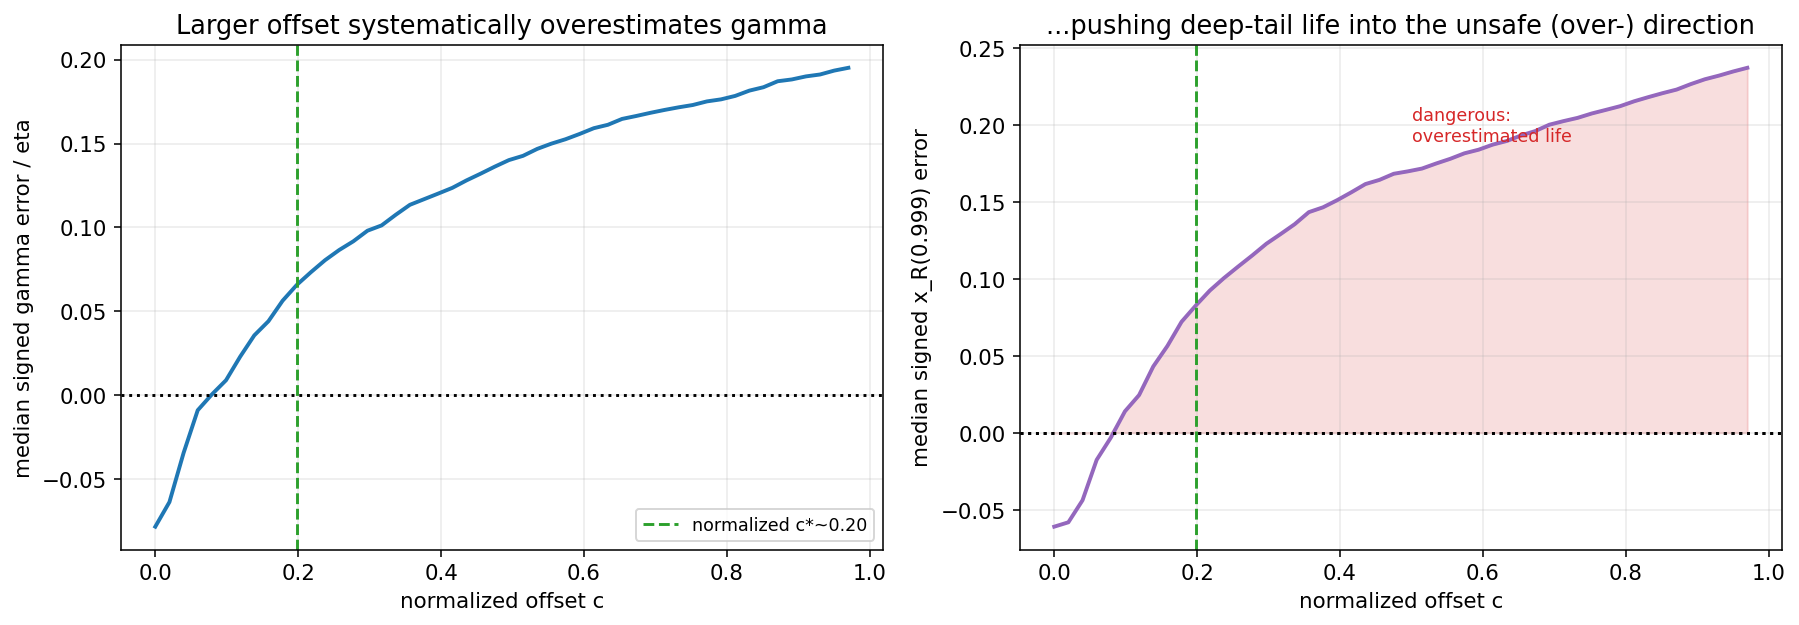 Larger offset systematically overestimates gamma
median signed gamma error / eta
0.20
0.15
0.10
0.05
0.00
−0.05
normalized c*~0.20
0.0
0.2
0.4
0.6
0.8
1.0
normalized offset c
...pushing deep-tail life into the unsafe (over-) direction
median signed x_R(0.999) error
0.25
0.20
0.15
0.10
0.05
0.00
−0.05
dangerous:
overestimated life
0.0
0.2
0.4
0.6
0.8
1.0
normalized offset c